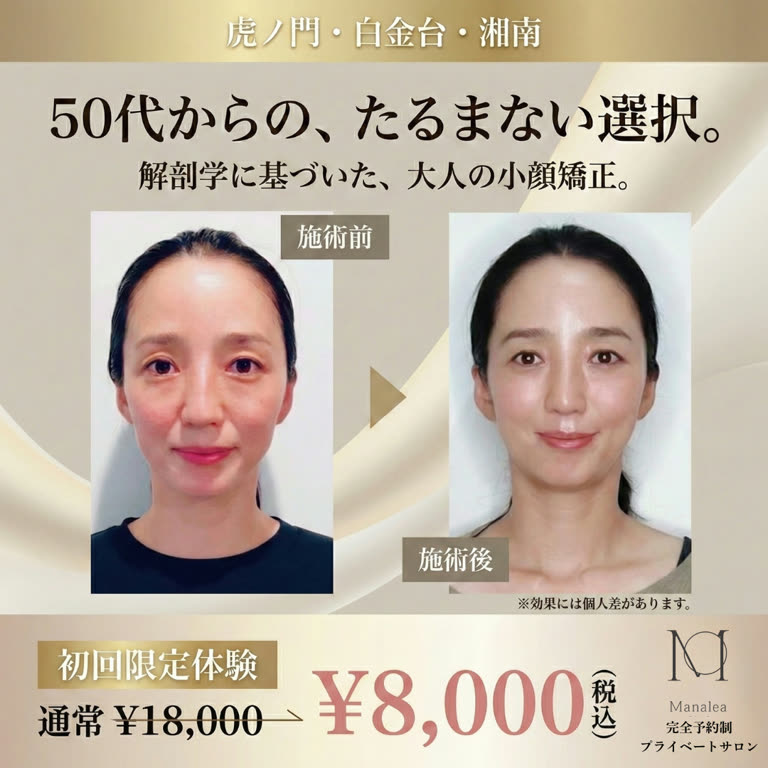 虎ノ門・白金台・湘南
50代からの、たるまない選択。
解剖学に基づいた、大人の小顔矯正。
施術前
施術後
※効果には個人差があります。
初回限定体験
通常 ¥18,000
¥8,000(税込)
MO
Manalea
完全予約制
プライベートサロン